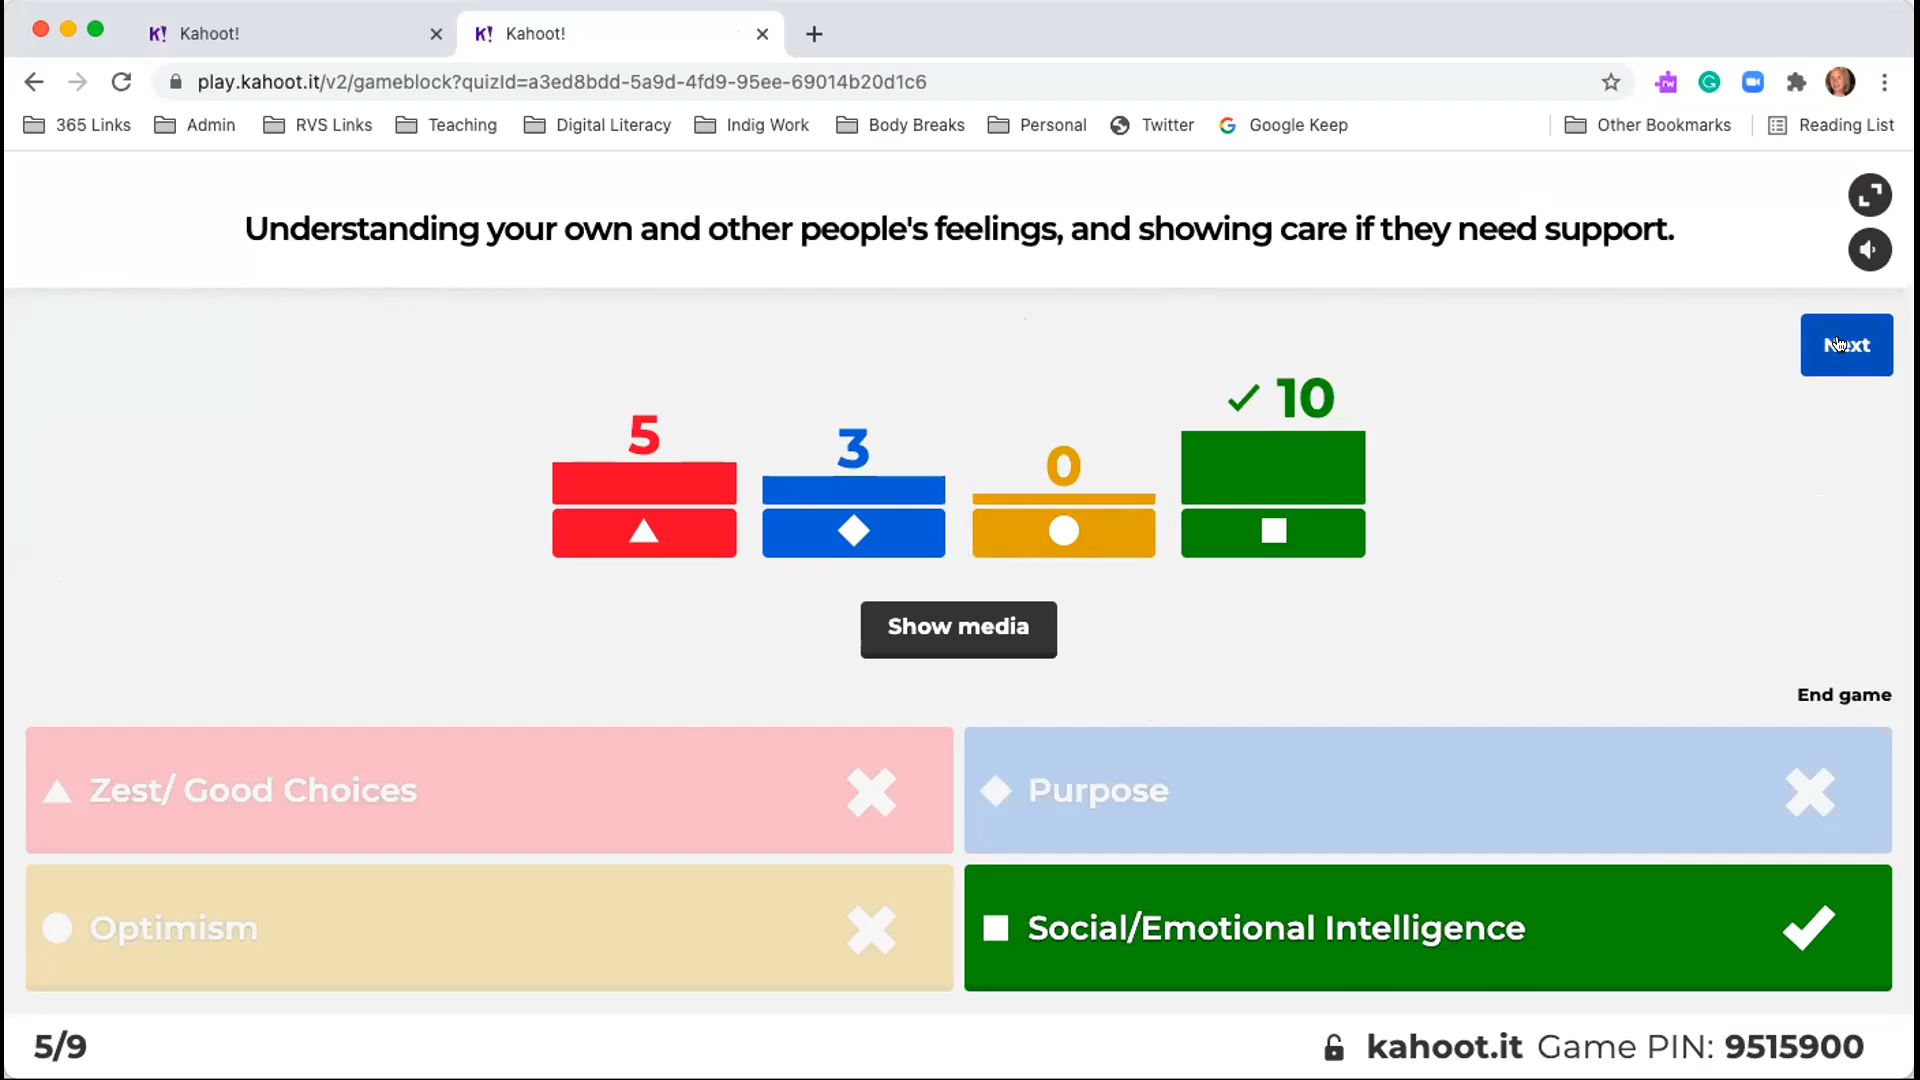 K! Kahoot!
K! Kahoot!
play.kahoot.it/v2/gameblock?quizId=a3ed8bdd-5a9d-4fd9-95ee-69014b20d1c6
365 Links Admin RVS Links Teaching Digital Literacy Indig Work Body Breaks Personal Twitter Google Keep Other Bookmarks Reading List
Understanding your own and other people's feelings, and showing care if they need support.
Next
5
3
0
10
Show media
End game
Zest/ Good Choices
Purpose
Optimism
Social/Emotional Intelligence
5/9
kahoot.it Game PIN: 9515900